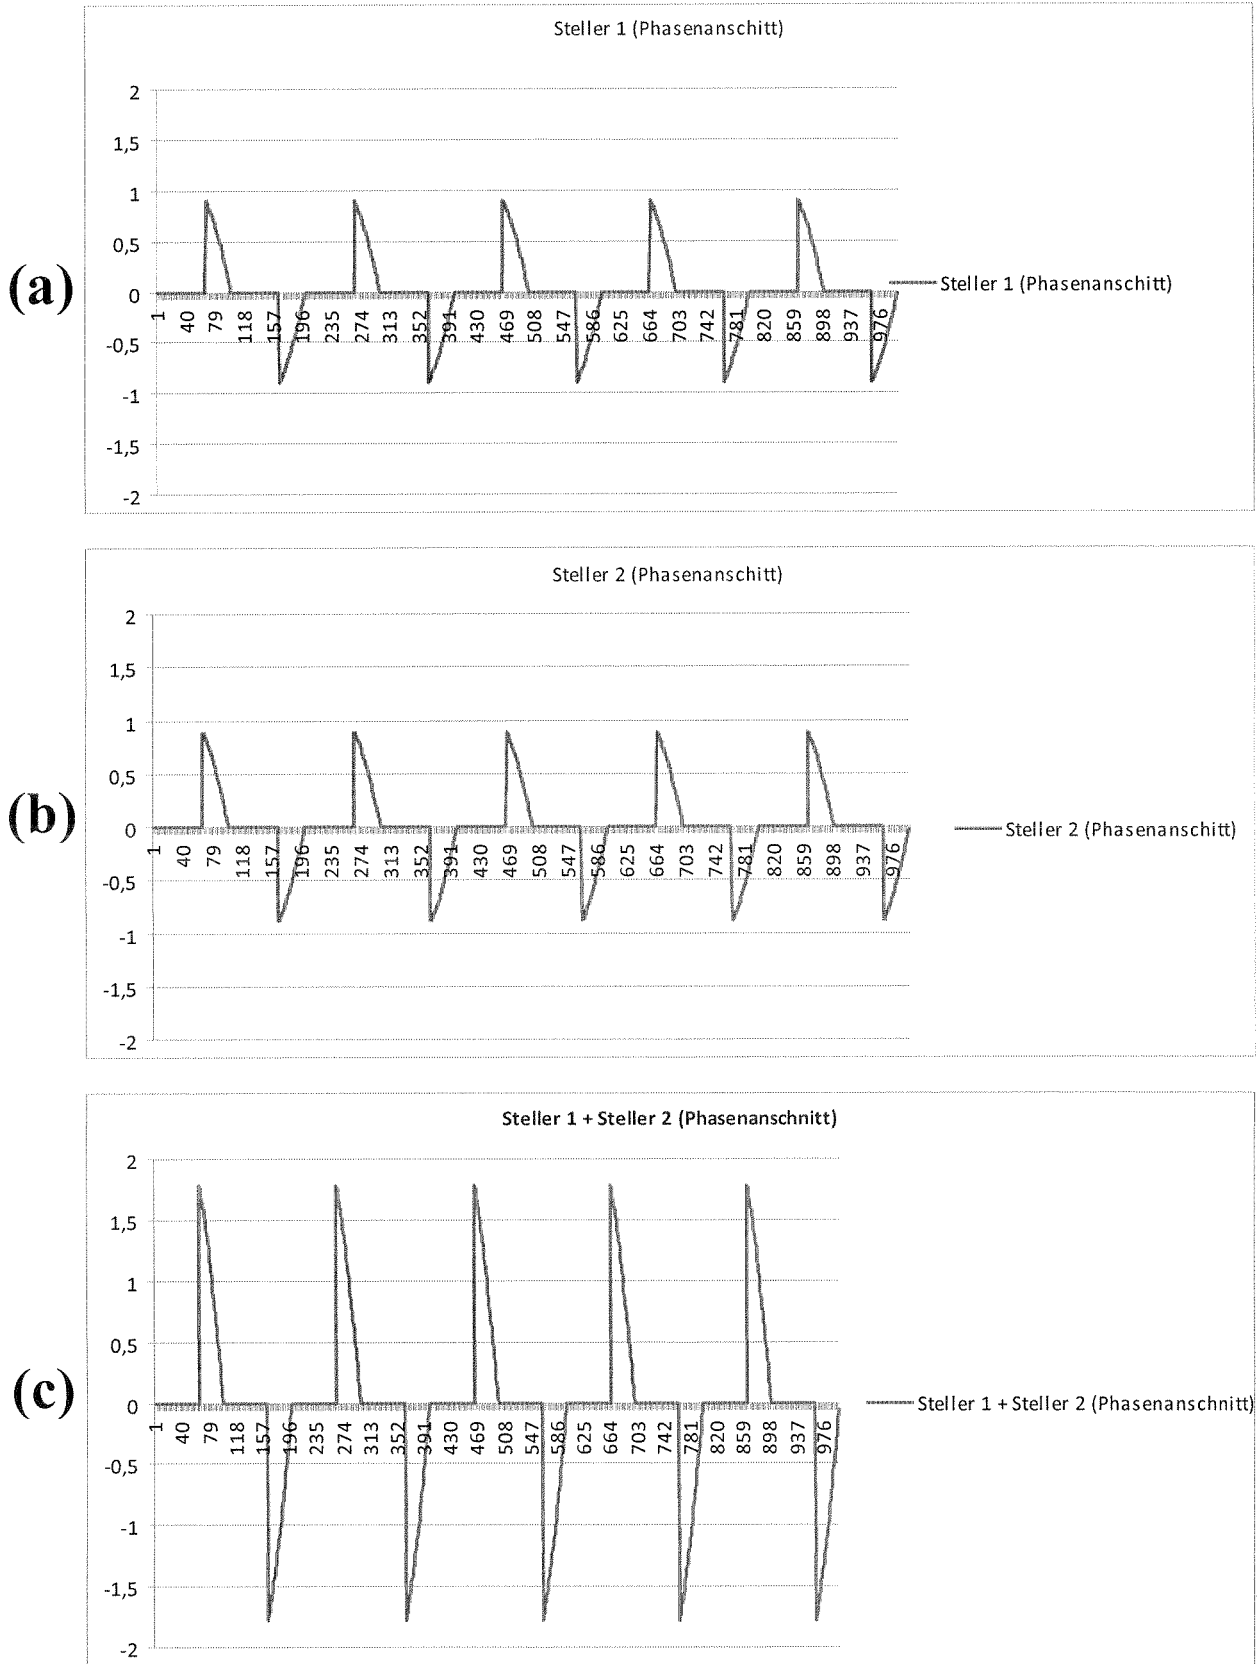 Steller 1 (Phasenanschitt)
2
1,5
1
0,5
0
-0,5
-1
-1,5
-2
1 40 79 118 157 196 235 274 313 352 391 430 469 508 547 586 625 664 703 742 781 820 859 898 937 976
(a)
Steller 1 (Phasenanschitt)
Steller 2 (Phasenanschitt)
2
1,5
1
0,5
0
-0,5
-1
-1,5
-2
1 40 79 118 157 196 235 274 313 352 391 430 469 508 547 586 625 664 703 742 781 820 859 898 937 976
(b)
Steller 2 (Phasenanschitt)
Steller 1 + Steller 2 (Phasenanschnitt)
2
1,5
1
0,5
0
-0,5
-1
-1,5
-2
1 40 79 118 157 196 235 274 313 352 391 430 469 508 547 586 625 664 703 742 781 820 859 898 937 976
(c)
Steller 1 + Steller 2 (Phasenanschnitt)